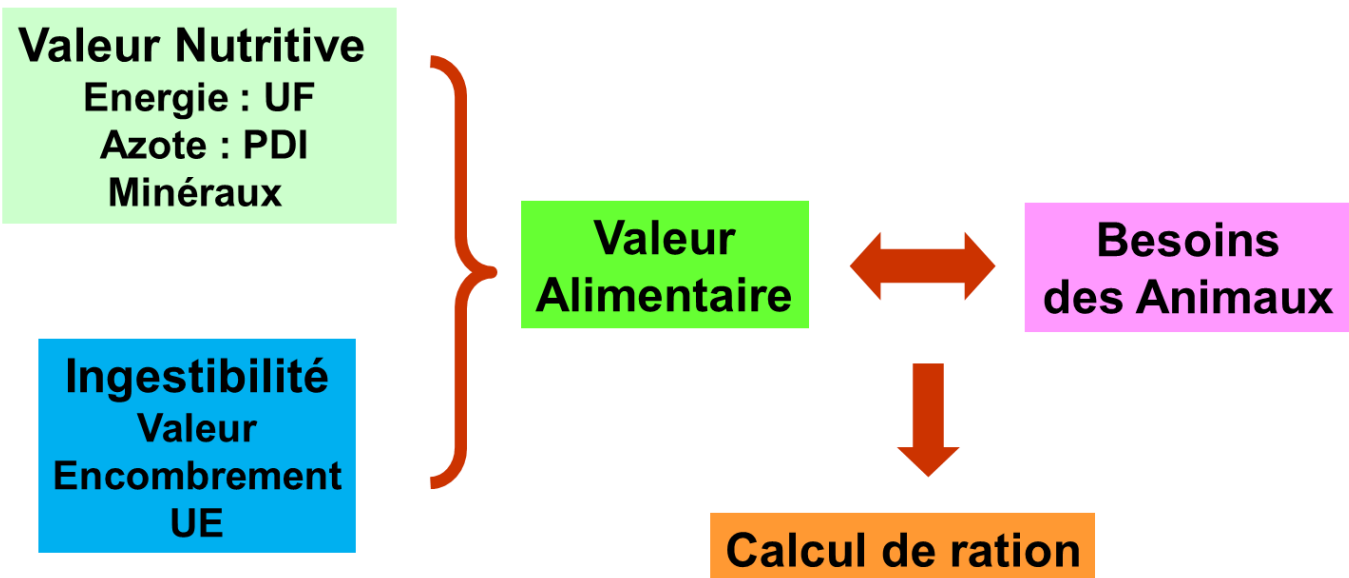 Valeur Nutritive
Energie : UF
Azote : PDI
Minéraux
Ingestibilité
Valeur
Encombrement
UE
Valeur
Alimentaire
Besoins
des Animaux
Calcul de ration